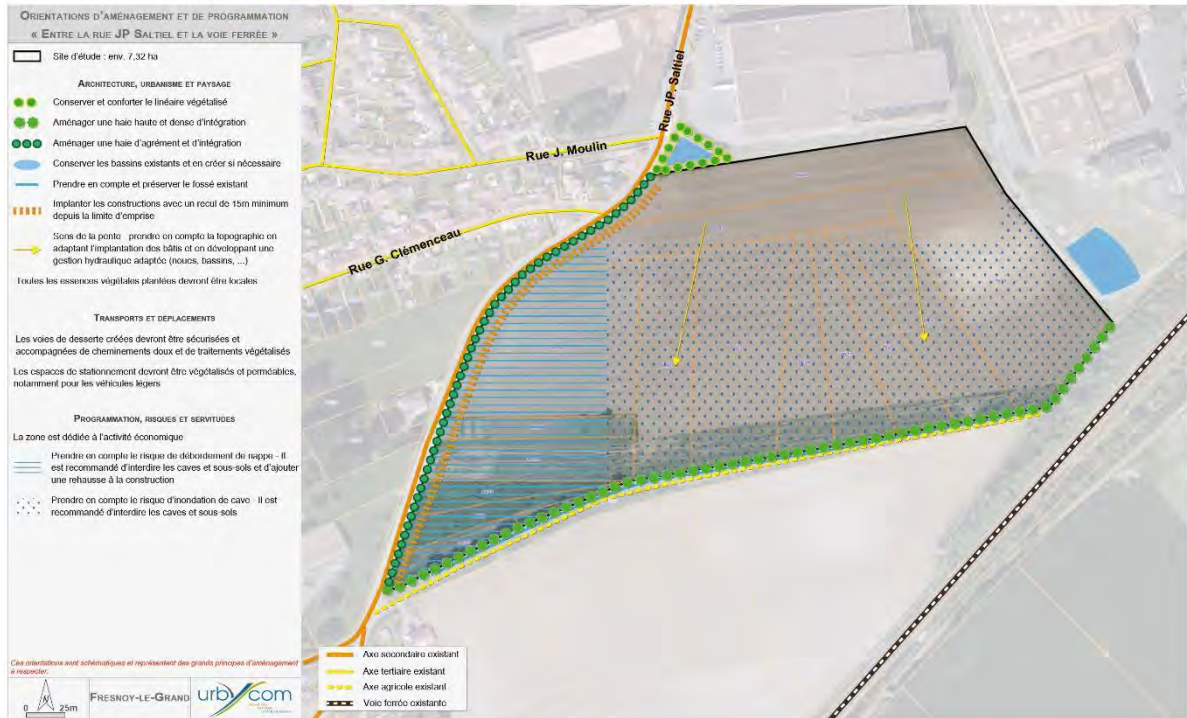 ORIENTATIONS D'AMÉNAGEMENT ET DE PROGRAMMATION
« ENTRE LA RUE JP SALTIEL ET LA VOIE FERRÉE »
Site d'étude : env. 7,32 ha
ARCHITECTURE, URBANISME ET PAYSAGE
Conserver et conforter le linéaire végétalisé
Aménager une haie haute et dense d'intégration
Aménager une haie d'agrément et d'intégration
Conserver les bassins existants et en créer si nécessaire
Prendre en compte et préserver le fossé existant
Implanter les constructions avec un recul de 15m minimum
depuis la limite d'emprise
Sens de la pente - prendre en compte la topographie en
adaptant l'implantation des bâtis et en développant une
gestion hydraulique adaptée (noues, bassins, ...)
Toutes les essences végétales plantées devront être locales
TRANSPORTS ET DÉPLACEMENTS
Les voies de desserte créées devront être sécurisées et
accompagnées de cheminements doux et de traitements végétalisés
Les espaces de stationnement devront être végétalisés et perméables,
notamment pour les véhicules légers
PROGRAMMATION, RISQUES ET SERVITUDES
La zone est dédiée à l'activité économique
Prendre en compte le risque de débordement de nappe - Il
est recommandé d'interdire les caves et sous-sols et d'ajouter
une rehausse à la construction
Prendre en compte le risque d'inondation de cave - Il est
recommandé d'interdire les caves et sous-sols
Ces orientations sont schématiques et représentent des grands principes d'aménagement
à respecter.
N
0 25m
FRESNOY-LE-GRAND
urbycom
Rue JP. Saltiel
Rue J. Moulin
Rue G. Clémenceau
Axe secondaire existant
Axe tertiaire existant
Axe agricole existant
Voie ferrée existante